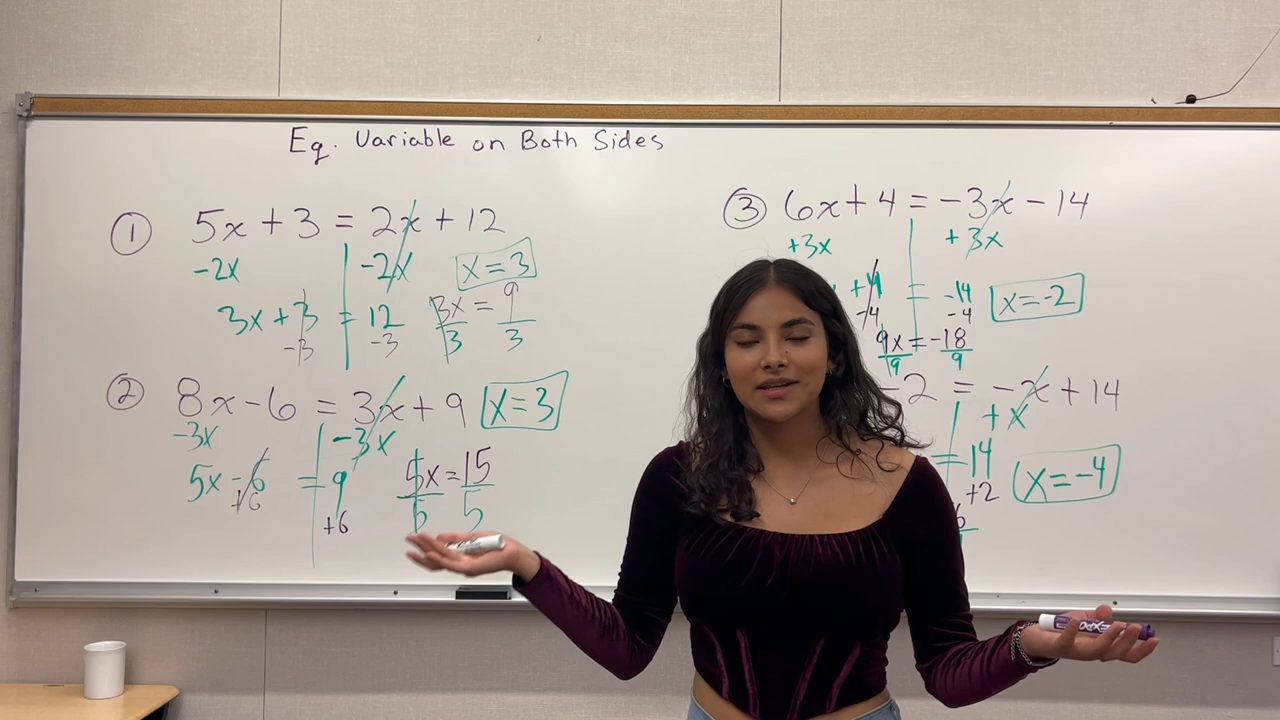 Eq. Variable on Both Sides
① 5x + 3 = 2x + 12
-2x -2x x = 3
3x + 3 = 12 3x = 9
-3 -3 3 3
② 8x - 6 = 3x + 9 x = 3
-3x -3x
5x - 6 = 9 5x = 15
+6 +6 5 5
③ 6x + 4 = -3x - 14
+3x +3x
+4 = -14 x = -2
-4 -4
9x = -18
9 9
-2 = -x + 14
+x
= -14 x = -4
+2
EXPO